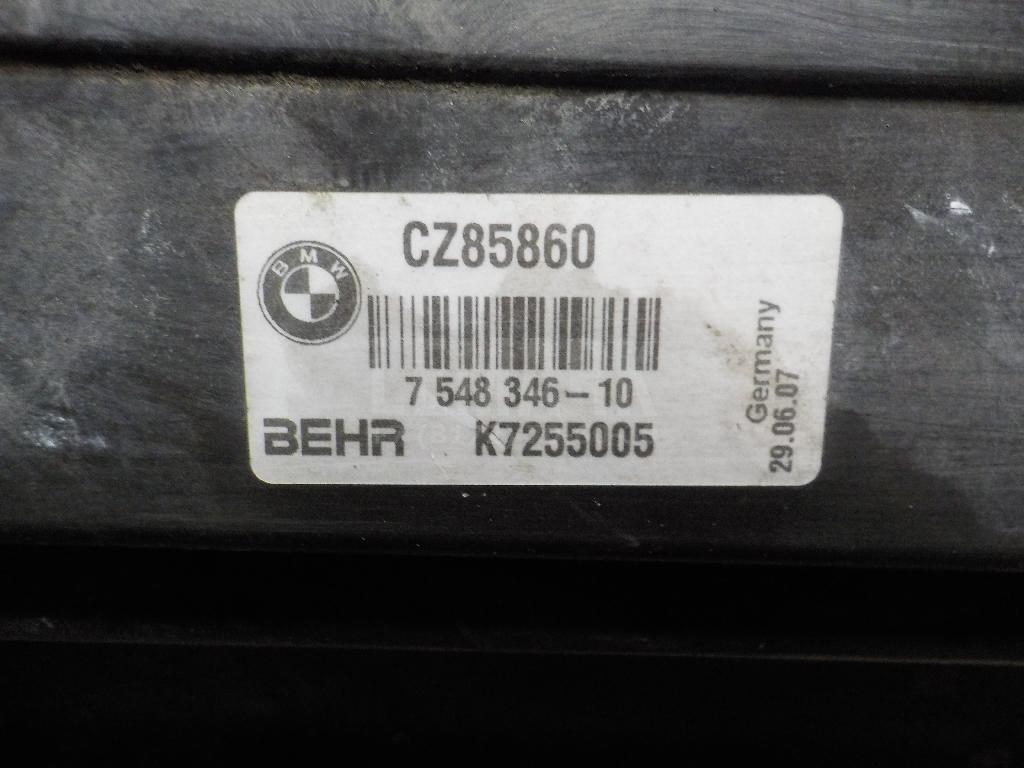 CZ85860
BMW
7 548 346-10
BEHR K7255005
Germany
29.06.07